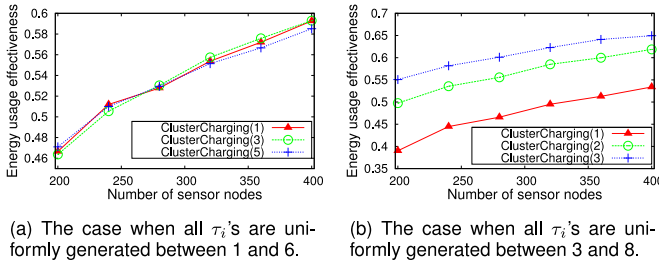 Energy usage effectiveness
0.6
0.58
0.56
0.54
0.52
0.5
0.48
0.46
ClusterCharging(1)
ClusterCharging(3)
ClusterCharging(5)
200
250
300
350
400
Number of sensor nodes
(a) The case when all τi's are uni-
formly generated between 1 and 6.
Energy usage effectiveness
0.7
0.65
0.6
0.55
0.5
0.45
0.4
0.35
ClusterCharging(1)
ClusterCharging(2)
ClusterCharging(3)
200
250
300
350
400
Number of sensor nodes
(b) The case when all τi's are uni-
formly generated between 3 and 8.